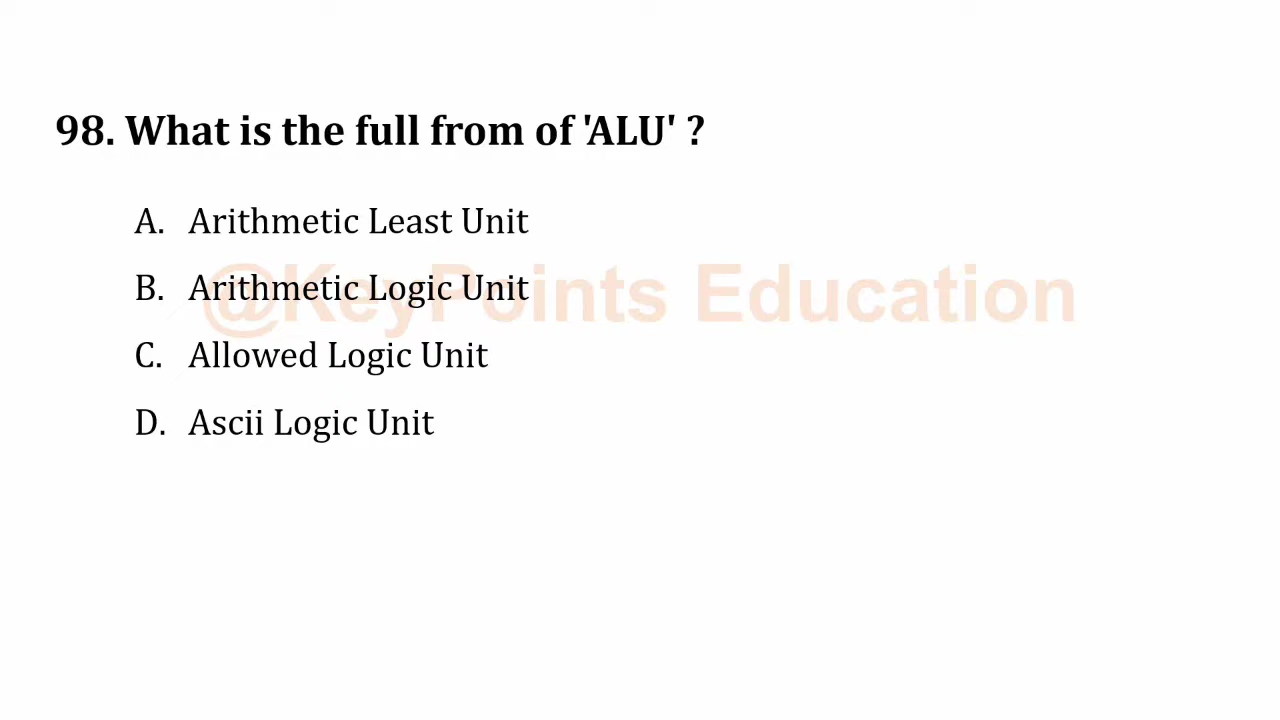 98. What is the full from of 'ALU' ?
A. Arithmetic Least Unit
B. Arithmetic Logic Unit
@KeyPoints Education
C. Allowed Logic Unit
D. Ascii Logic Unit